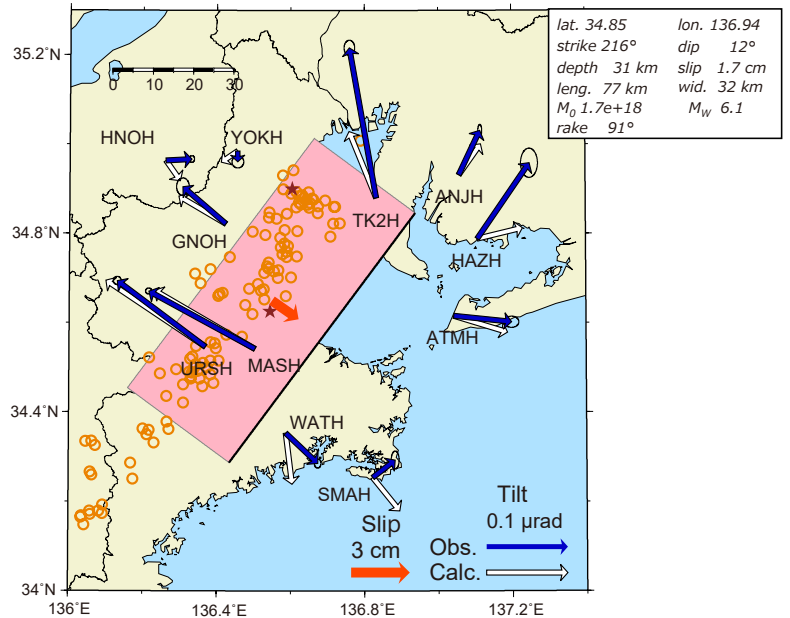 lat. 34.85 lon. 136.94
strike 216° dip 12°
depth 31 km slip 1.7 cm
leng. 77 km wid. 32 km
M0 1.7e+18 MW 6.1
rake 91°
35.2
0 10 20 30
HNOH YOKH
ANJH
TK2H
34.8
GNOH
HAZH
ATMH
URSH MASH
34.4
WATH
SMAH
Tilt
Slip
0.1 μrad
3 cm
Obs.
Calc.
34°N
136°E 136.4 136.8 137.2